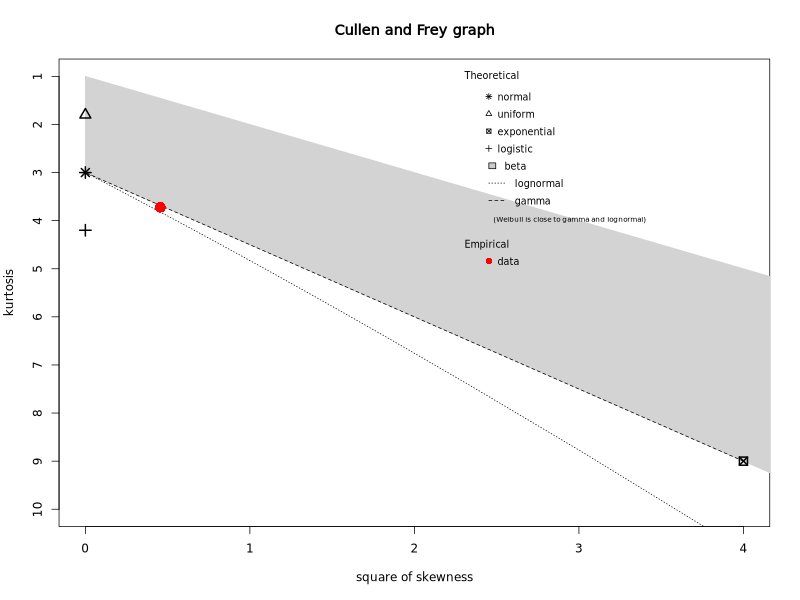 Cullen and Frey graph
Theoretical
normal
uniform
exponential
logistic
beta
lognormal
gamma
(Weibull is close to gamma and lognormal)
Empirical
data
kurtosis
1
2
3
4
5
6
7
8
9
10
0 1 2 3 4
square of skewness